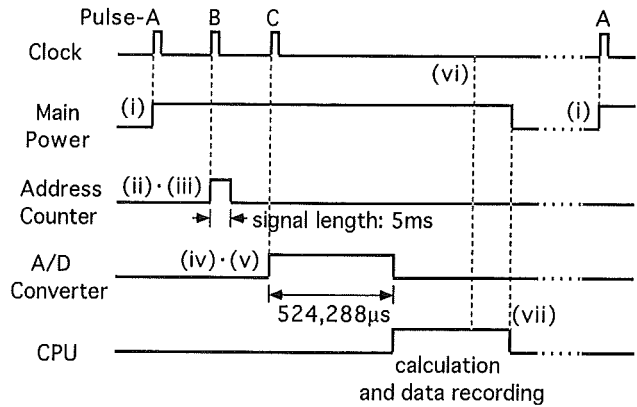 Pulse-A B C A
Clock
(vi)
Main
Power
(i) (i)
Address
Counter
(ii)·(iii)
signal length: 5ms
A/D
Converter
(iv)·(v)
524,288μs
(vii)
CPU
calculation
and data recording